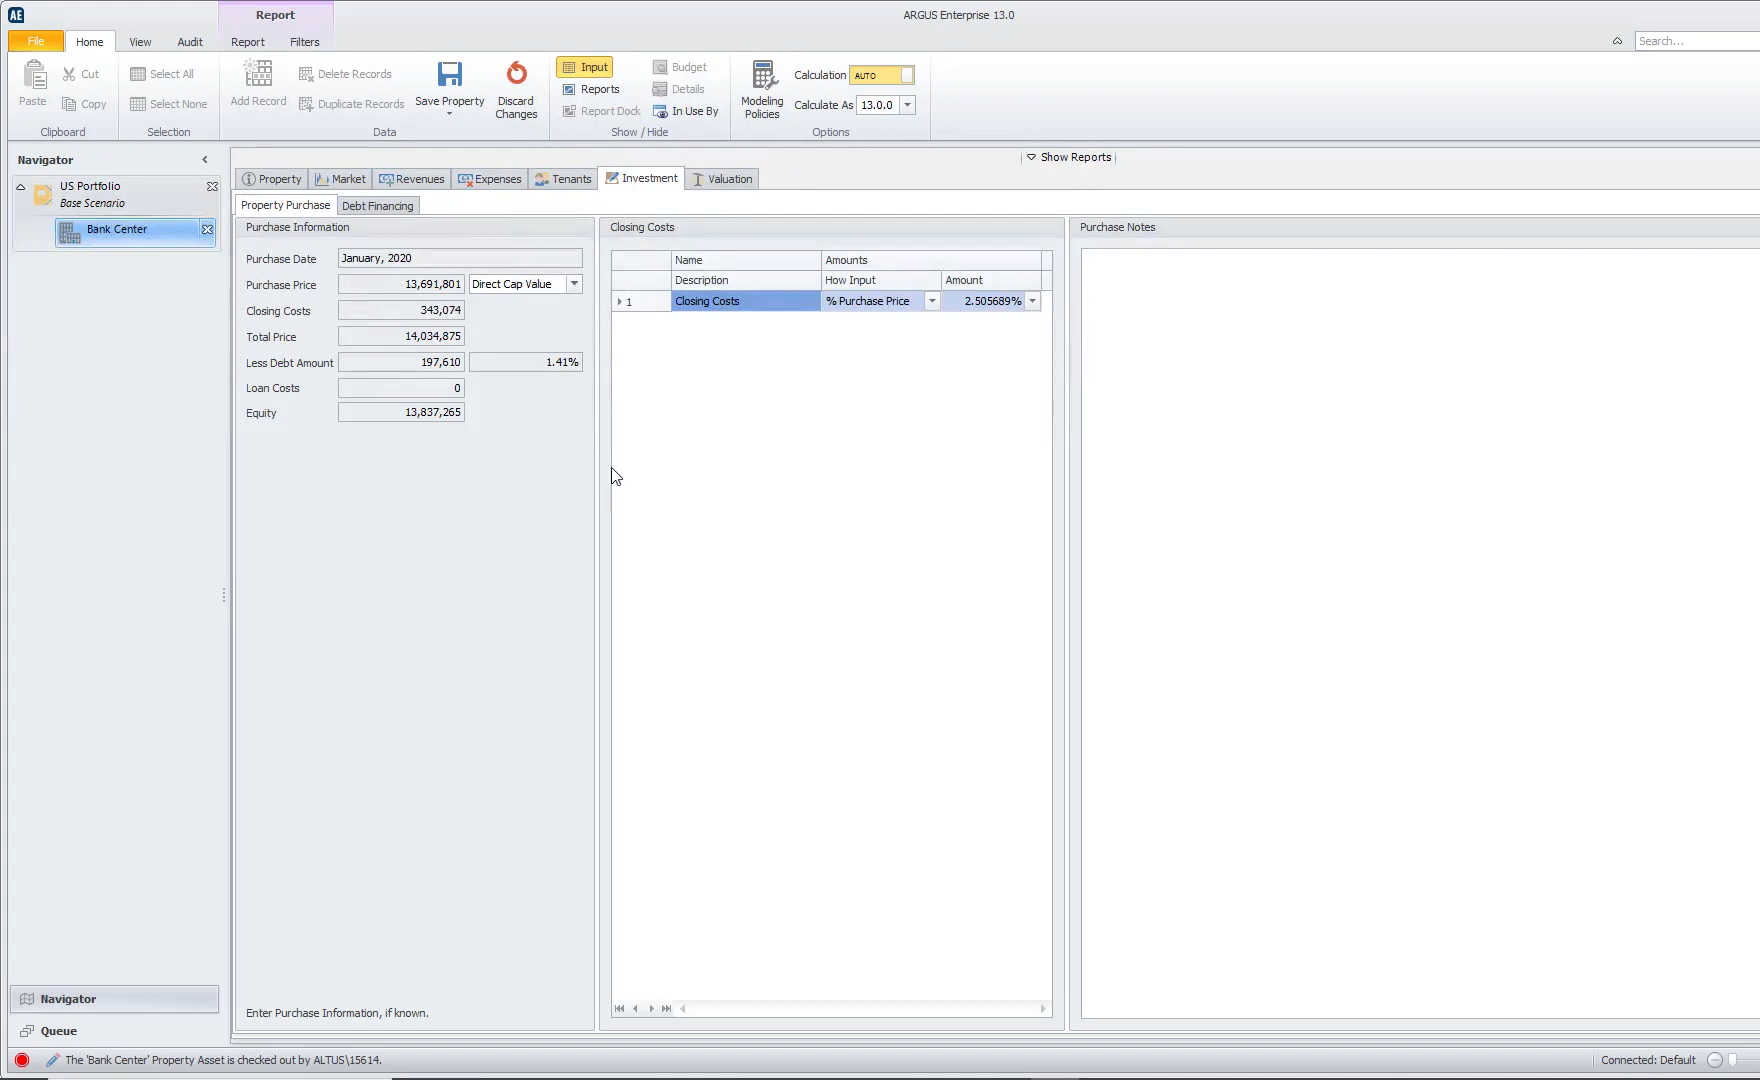 AE Report ARGUS Enterprise 13.0
File Home View Audit Report Filters Search...
Paste Cut Copy Clipboard
Select All Select None Selection
Add Record Delete Records Duplicate Records Save Property Discard Changes Data
Input Reports Report Dock Budget Details In Use By Show / Hide
Modeling Policies Calculation AUTO Calculate As 13.0.0 Options
Navigator
US Portfolio
Base Scenario
Bank Center
Show Reports
Property Market Revenues Expenses Tenants Investment Valuation
Property Purchase Debt Financing
Purchase Information
Purchase Date January, 2020
Purchase Price 13,691,801 Direct Cap Value
Closing Costs 343,074
Total Price 14,034,875
Less Debt Amount 197,610 1.41%
Loan Costs 0
Equity 13,837,265
Enter Purchase Information, if known.
Closing Costs
Name Amounts
Description How Input Amount
1 Closing Costs % Purchase Price 2.505689%
Purchase Notes
Navigator
Queue
The 'Bank Center' Property Asset is checked out by ALTUS\15614.
Connected: Default